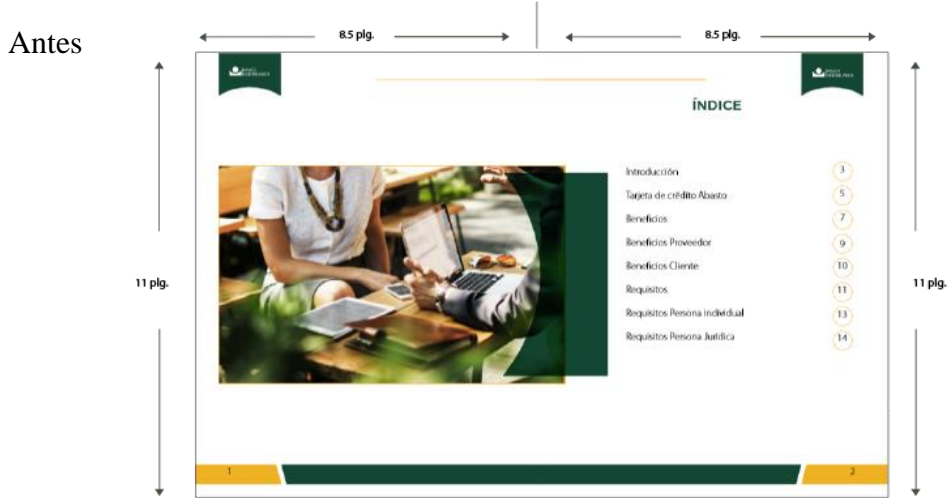 Antes
8.5 plg.
8.5 plg.
ÍNDICE
Introducción 3
Tarjeta de crédito Abasto 5
Beneficios 7
Beneficios Proveedor 9
Beneficios Cliente 10
Requisitos 11
Requisitos Persona individual 13
Requisitos Persona Jurídica 14
11 plg.
11 plg.
1
2